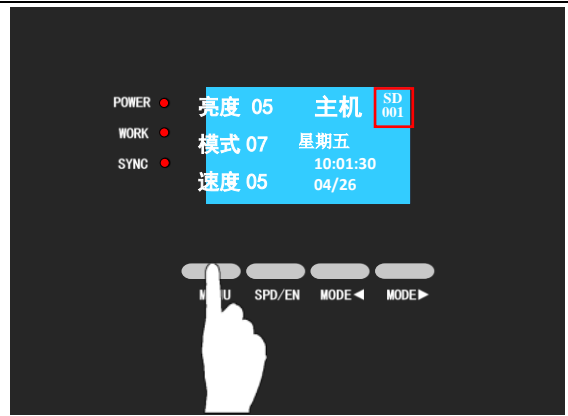 POWER
WORK
SYNC
亮度 05
主机
SD
001
模式 07
星期五
速度 05
10:01:30
04/26
SPD/EN
MODE◀
MODE▶